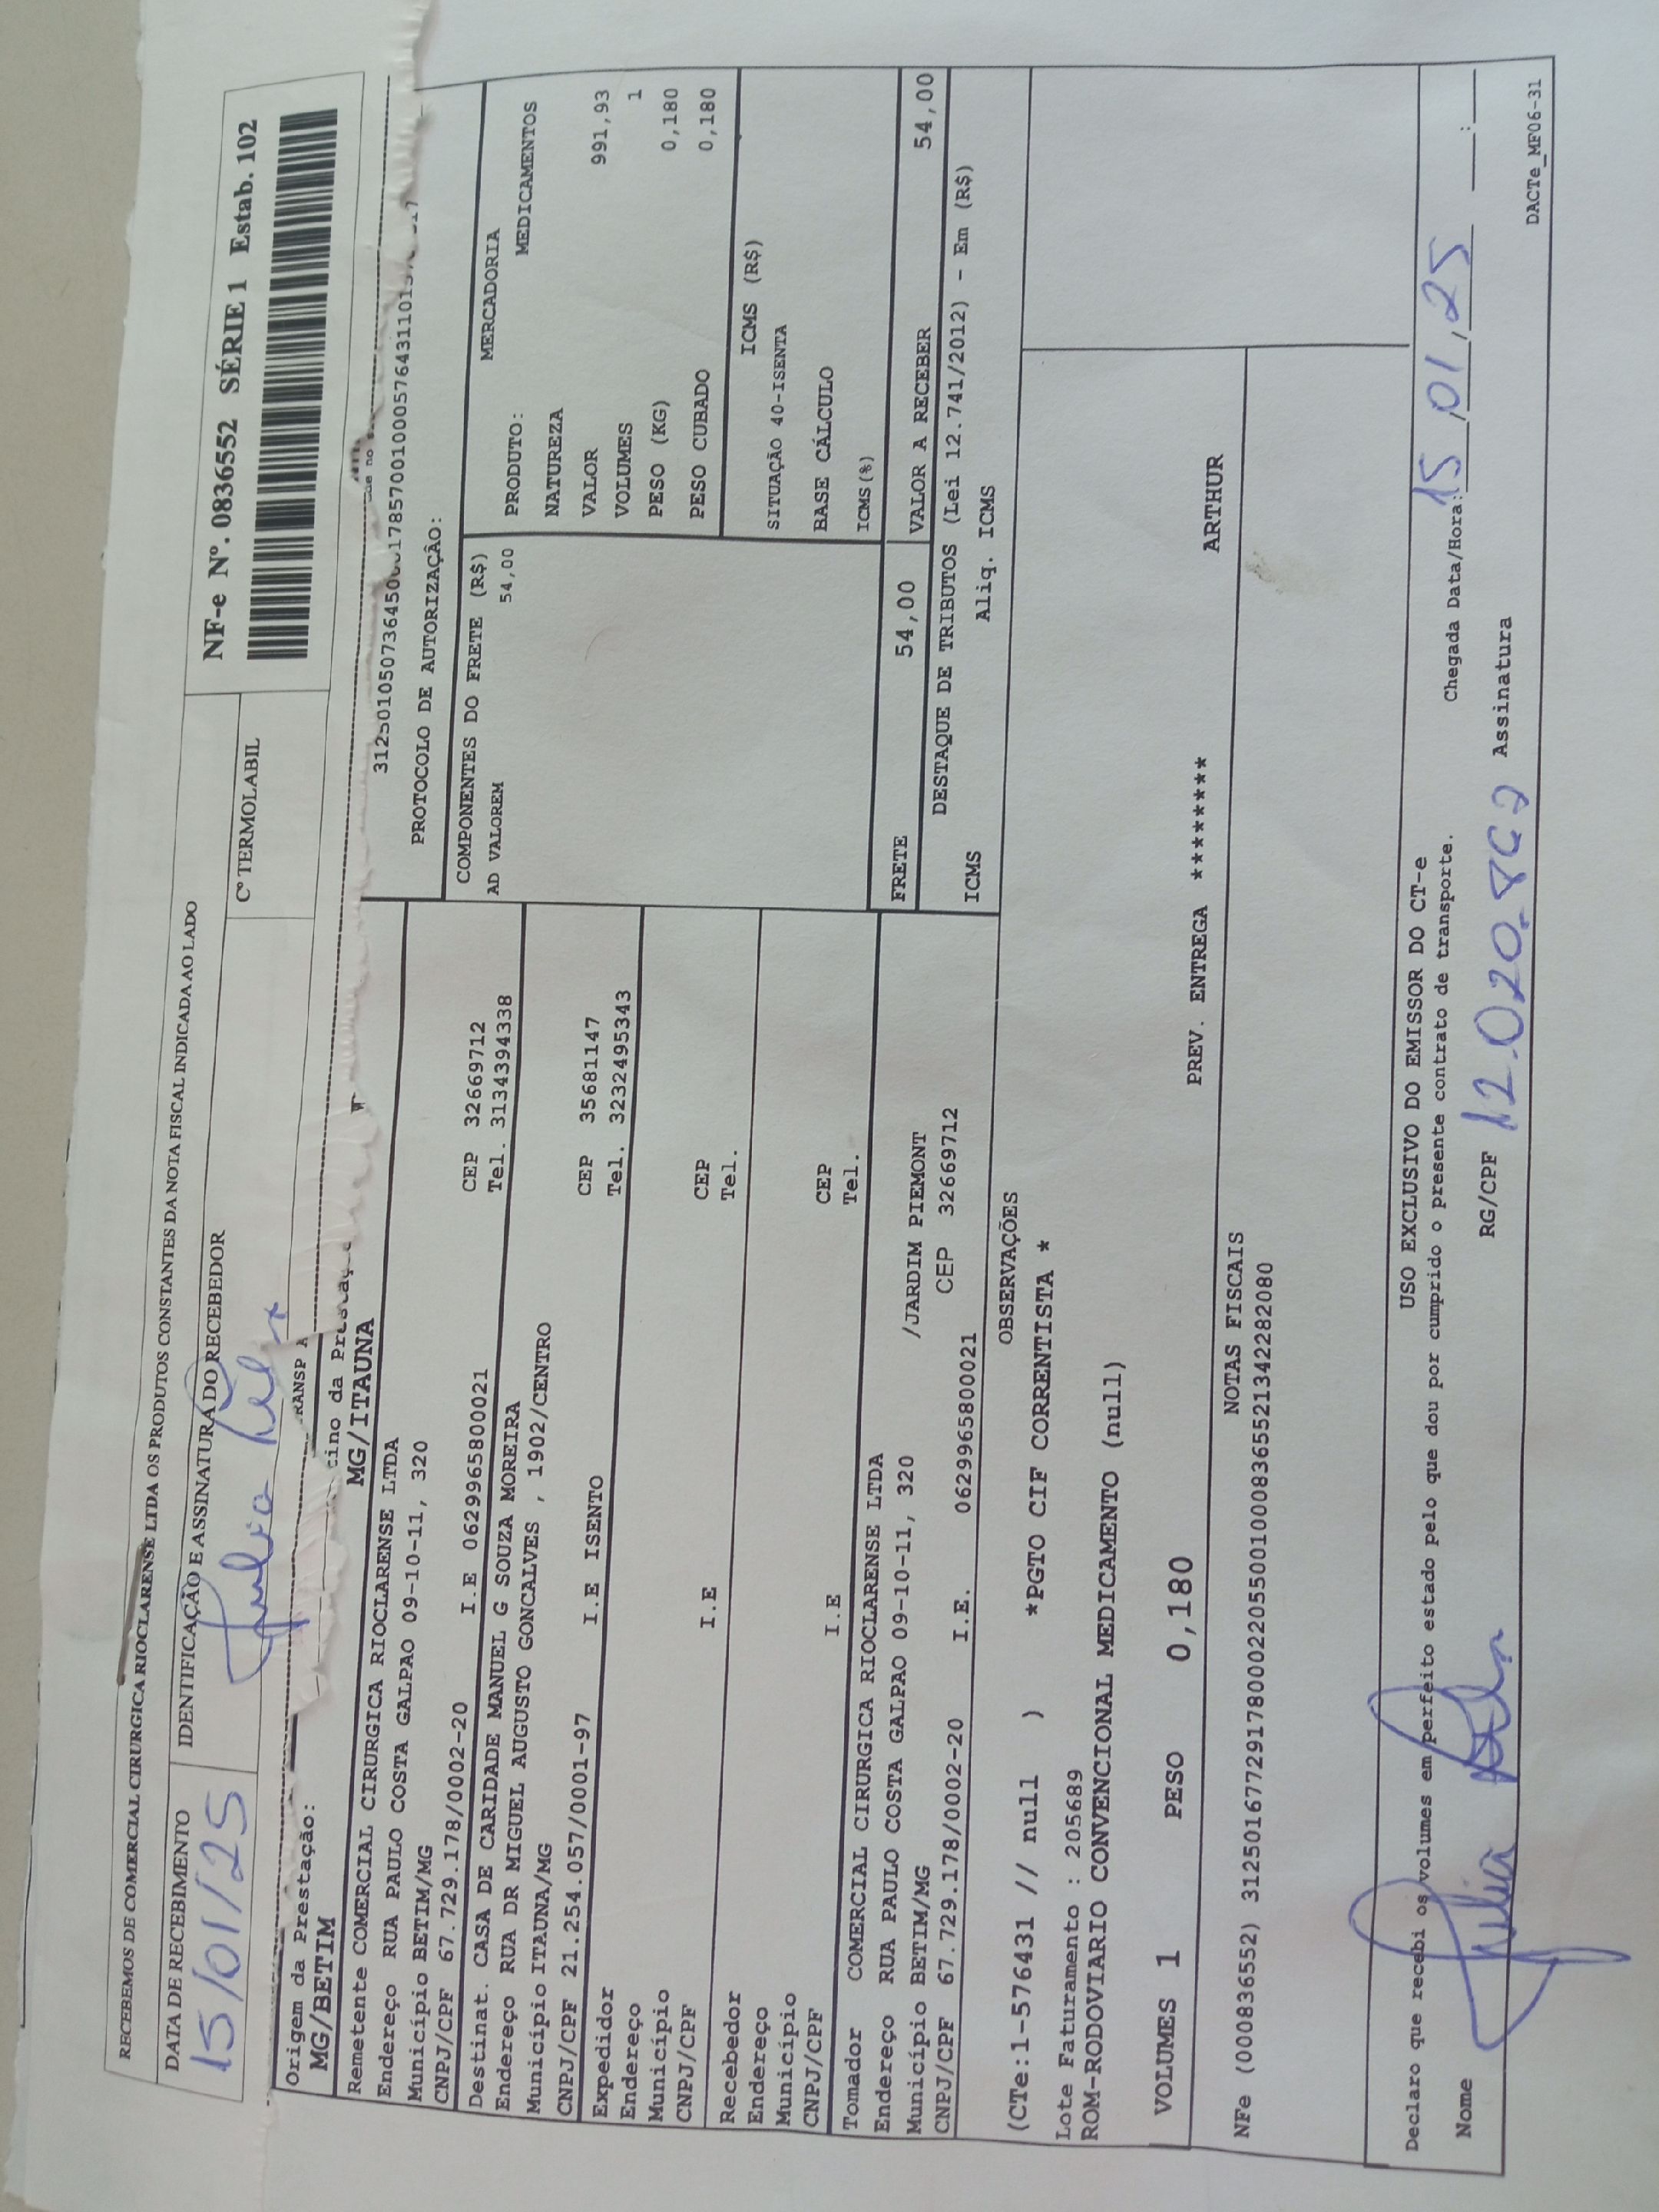 RECEBEMOS DE COMERCIAL CIRURGICA RIOCLARENSE LTDA OS PRODUTOS CONSTANTES DA NOTA FISCAL INDICADA AO LADO
DATA DE RECEBIMENTO
15/01/25
IDENTIFICAÇÃO E ASSINATURA DO RECEBEDOR
Cº TERMOLABIL
NF-e Nº. 0836552 SÉRIE 1 Estab. 102
Origem da Prestação:
MG/BETIM
MG/ITAUNA
PROTOCOLO DE AUTORIZAÇÃO:
Remetente COMERCIAL CIRURGICA RIOCLARENSE LTDA
Endereço RUA PAULO COSTA GALPAO 09-10-11, 320
Município BETIM/MG CEP 32669712
CNPJ/CPF 67.729.178/0002-20 I.E 0629965800021 Tel. 3134394338
Destinat. CASA DE CARIDADE MANUEL G SOUZA MOREIRA
Endereço RUA DR MIGUEL AUGUSTO GONCALVES , 1902/CENTRO
Município ITAUNA/MG CEP 35681147
CNPJ/CPF 21.254.057/0001-97 I.E ISENTO Tel. 3232495343
Expedidor
Endereço
Município CEP
CNPJ/CPF I.E Tel.
Recebedor
Endereço
Município CEP
CNPJ/CPF I.E Tel.
Tomador COMERCIAL CIRURGICA RIOCLARENSE LTDA
Endereço RUA PAULO COSTA GALPAO 09-10-11, 320 /JARDIM PIEMONT
Município BETIM/MG CEP 32669712
CNPJ/CPF 67.729.178/0002-20 I.E. 0629965800021
COMPONENTES DO FRETE (R$)
AD VALOREM 54,00
MERCADORIA
PRODUTO: MEDICAMENTOS
NATUREZA
VALOR 991,93
VOLUMES 1
PESO (KG) 0,180
PESO CUBADO 0,180
ICMS (R$)
SITUAÇÃO 40-ISENTA
BASE CÁLCULO
ICMS(%)
FRETE 54,00 VALOR A RECEBER 54,00
DESTAQUE DE TRIBUTOS (Lei 12.741/2012) - Em (R$)
ICMS Aliq. ICMS
OBSERVAÇÕES
(CTe:1-576431 // null ) *PGTO CIF CORRENTISTA *
Lote Faturamento : 205689
ROM-RODOVIARIO CONVENCIONAL MEDICAMENTO (null)
VOLUMES 1 PESO 0,180 PREV. ENTREGA ******** ARTHUR
NOTAS FISCAIS
NFe (000836552) 31250167729178000220550010008365521342282080
USO EXCLUSIVO DO EMISSOR DO CT-e
Declaro que recebi os volumes em perfeito estado pelo que dou por cumprido o presente contrato de transporte.
Chegada Data/Hora: 15,01,25 :
Nome
RG/CPF
Assinatura
DACTe_MF06-31